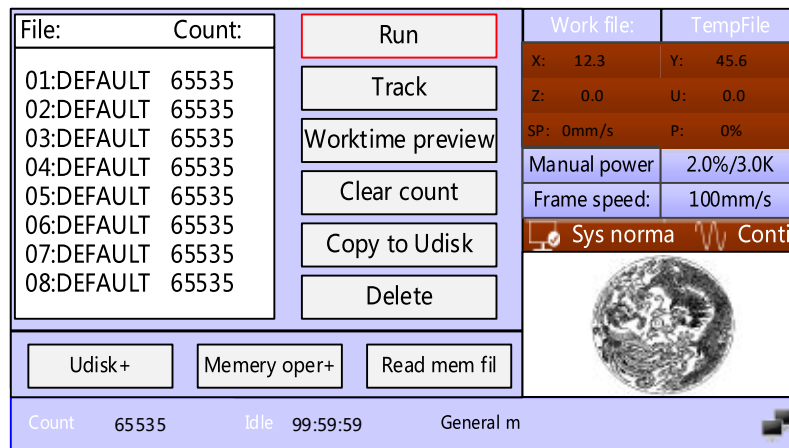 File: Count:
01:DEFAULT 65535
02:DEFAULT 65535
03:DEFAULT 65535
04:DEFAULT 65535
05:DEFAULT 65535
06:DEFAULT 65535
07:DEFAULT 65535
08:DEFAULT 65535
Run
Track
Worktime preview
Clear count
Copy to Udisk
Delete
Udisk+ Memery oper+ Read mem fil
Work file: TempFile
X: 12.3 Y: 45.6
Z: 0.0 U: 0.0
SP: 0mm/s P: 0%
Manual power 2.0%/3.0K
Frame speed: 100mm/s
Sys norma Conti
Count 65535 Idle 99:59:59 General m